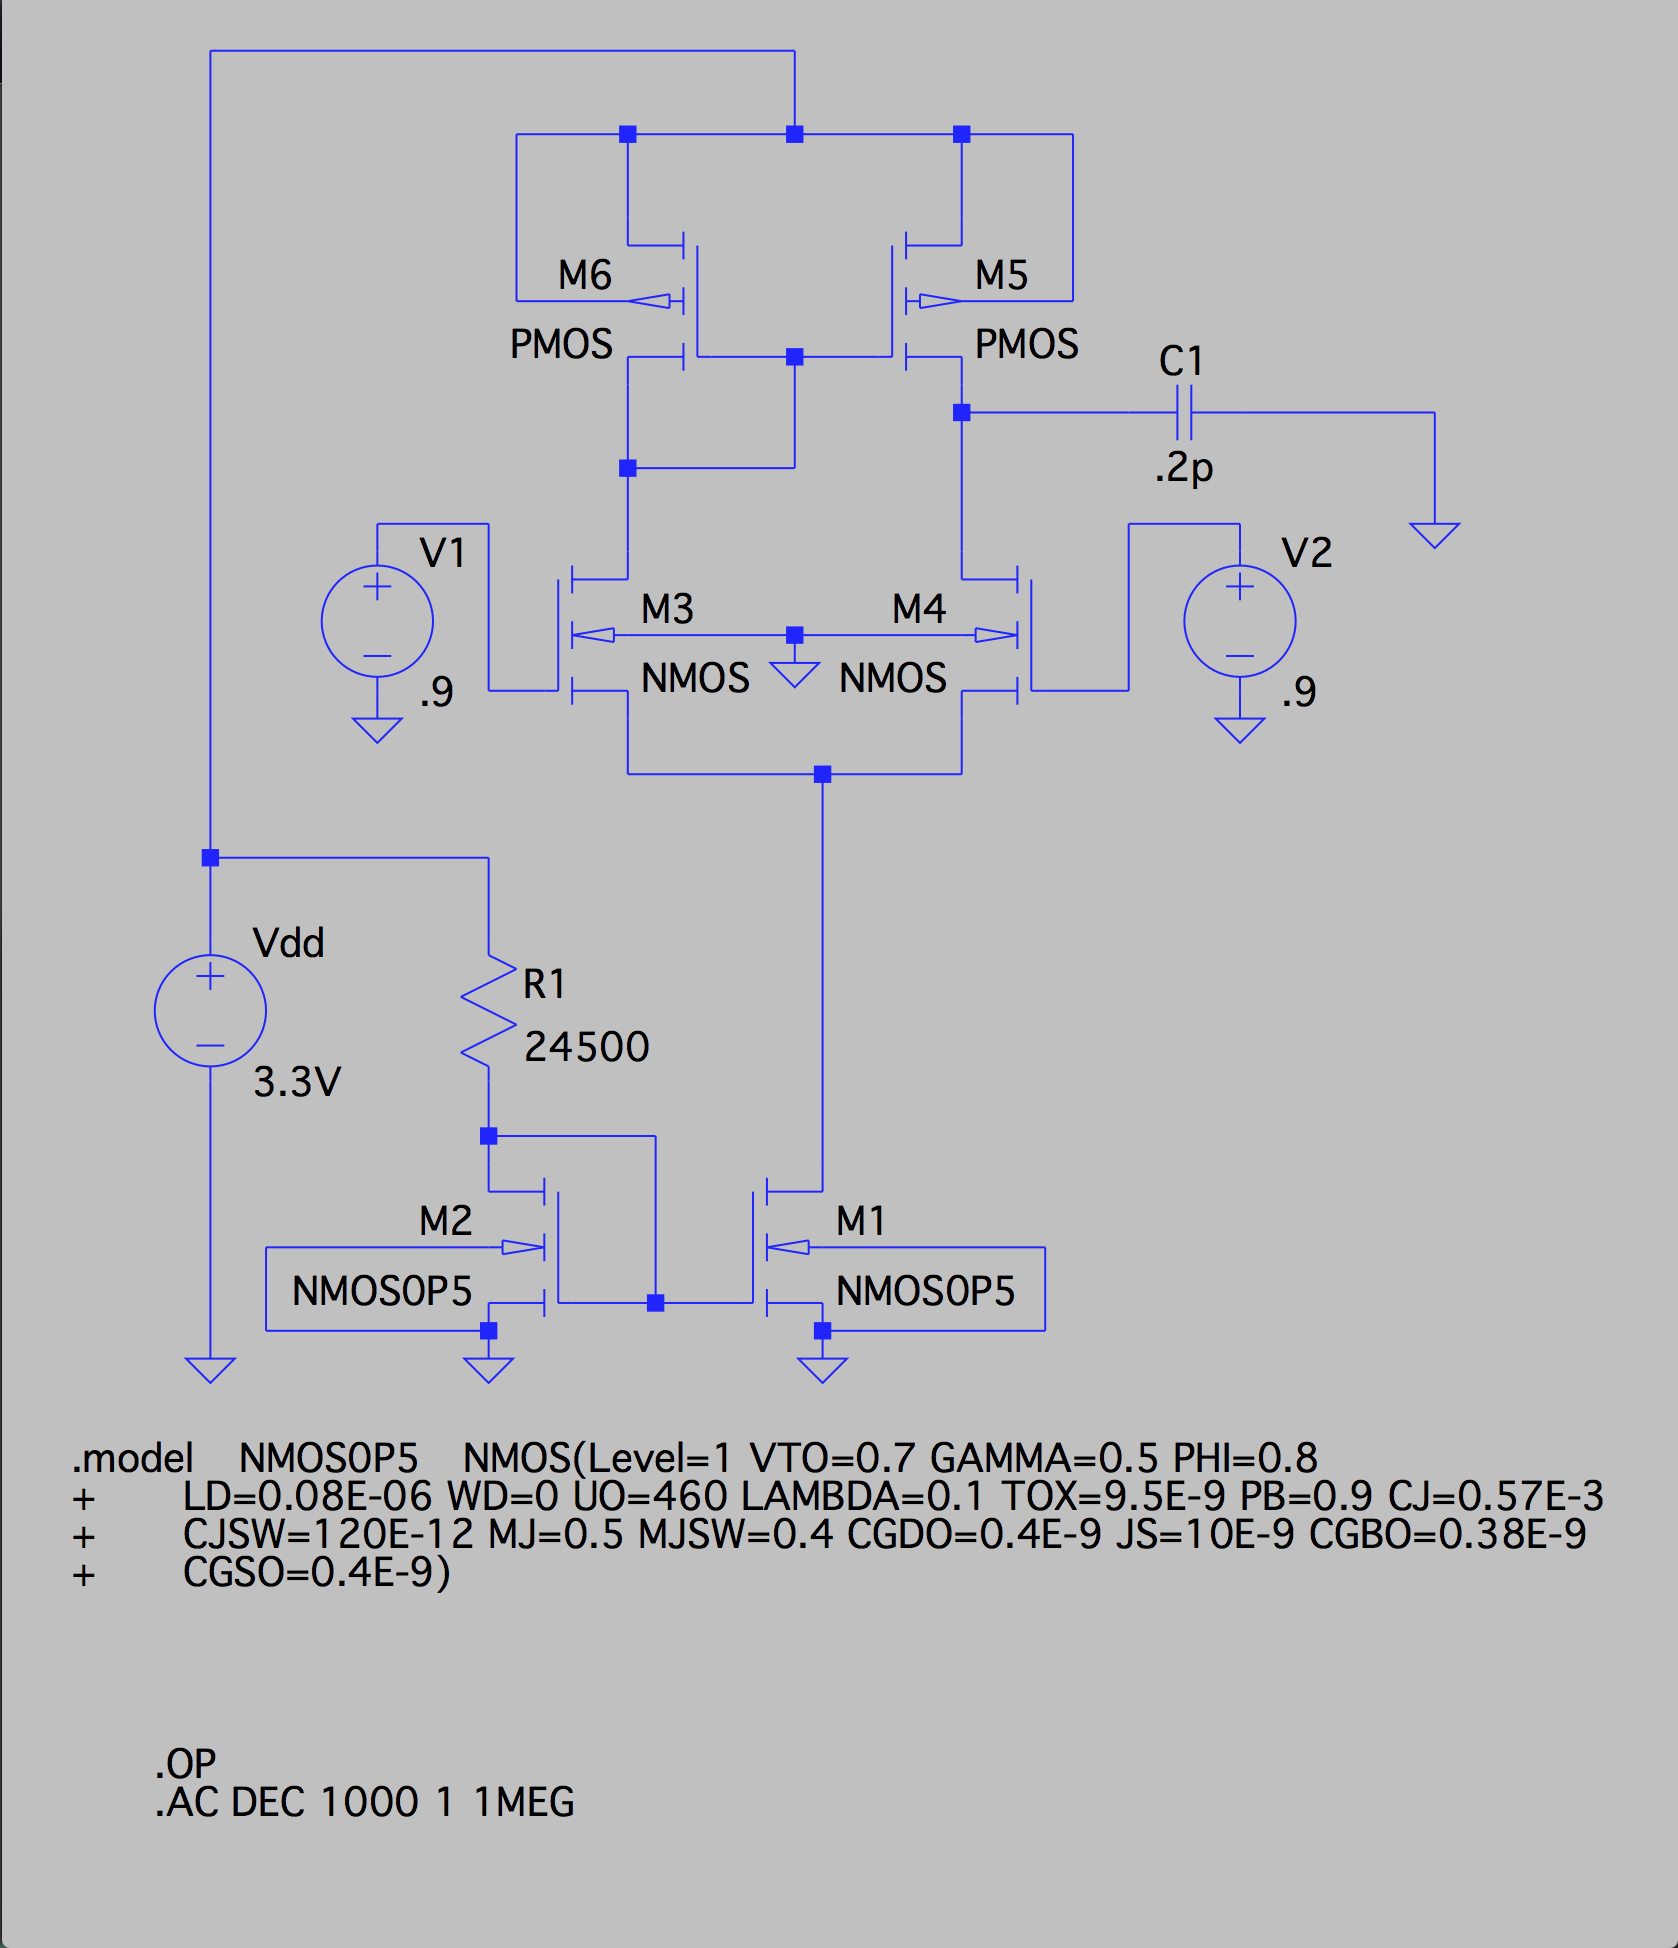 M6
M5
PMOS
PMOS
C1
.2p
V1
V2
M3
M4
NMOS
NMOS
.9
.9
Vdd
R1
24500
3.3V
M2
M1
NMOS0P5
NMOS0P5
.model NMOS0P5 NMOS(Level=1 VTO=0.7 GAMMA=0.5 PHI=0.8
+ LD=0.08E-06 WD=0 UO=460 LAMBDA=0.1 TOX=9.5E-9 PB=0.9 CJ=0.57E-3
+ CJSW=120E-12 MJ=0.5 MJSW=0.4 CGDO=0.4E-9 JS=10E-9 CGBO=0.38E-9
+ CGSO=0.4E-9)
.OP
.AC DEC 1000 1 1MEG